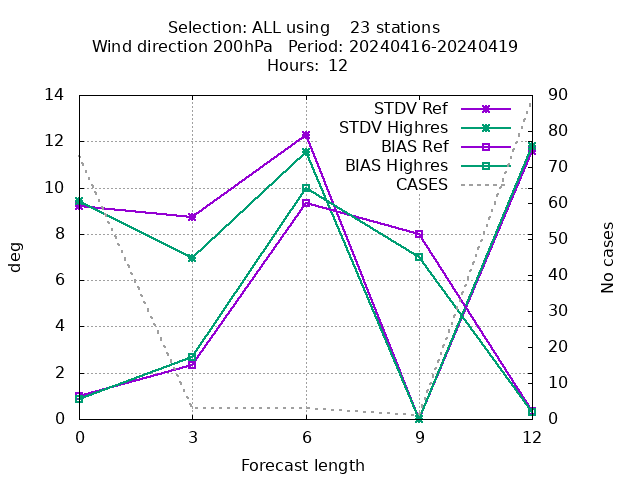 Selection: ALL using    23 stations
Wind direction 200hPa   Period: 20240416-20240419
Hours: 12
14
12
10
8
6
4
2
0
deg
90
80
70
60
50
40
30
20
10
0
No cases
STDV Ref
STDV Highres
BIAS Ref
BIAS Highres
CASES
0 3 6 9 12
Forecast length